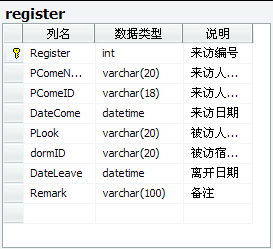 register
列名 数据类型 说明
Register int 来访编号
PComeN... varchar(20) 来访人...
PComeID varchar(18) 来访人...
DateCome datetime 来访日期
PLook varchar(20) 被访人...
dormID varchar(20) 被访宿...
DateLeave datetime 离开日期
Remark varchar(100) 备注